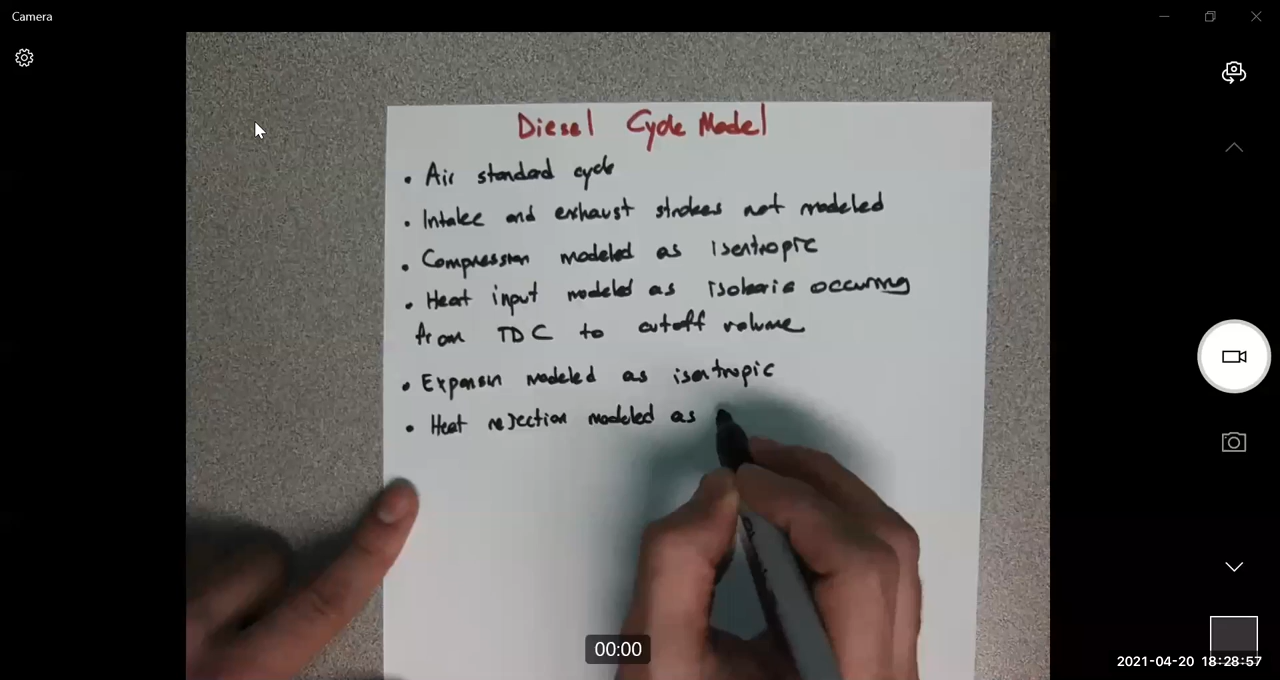 Camera
Diesel Cycle Model
• Air standard cycle
• Intake and exhaust strokes not modeled
• Compression modeled as isentropic
• Heat input modeled as isobaric occuring
from TDC to cutoff volume
• Expansion modeled as isentropic
• Heat rejection modeled as
00:00
2021-04-20 18:28:57